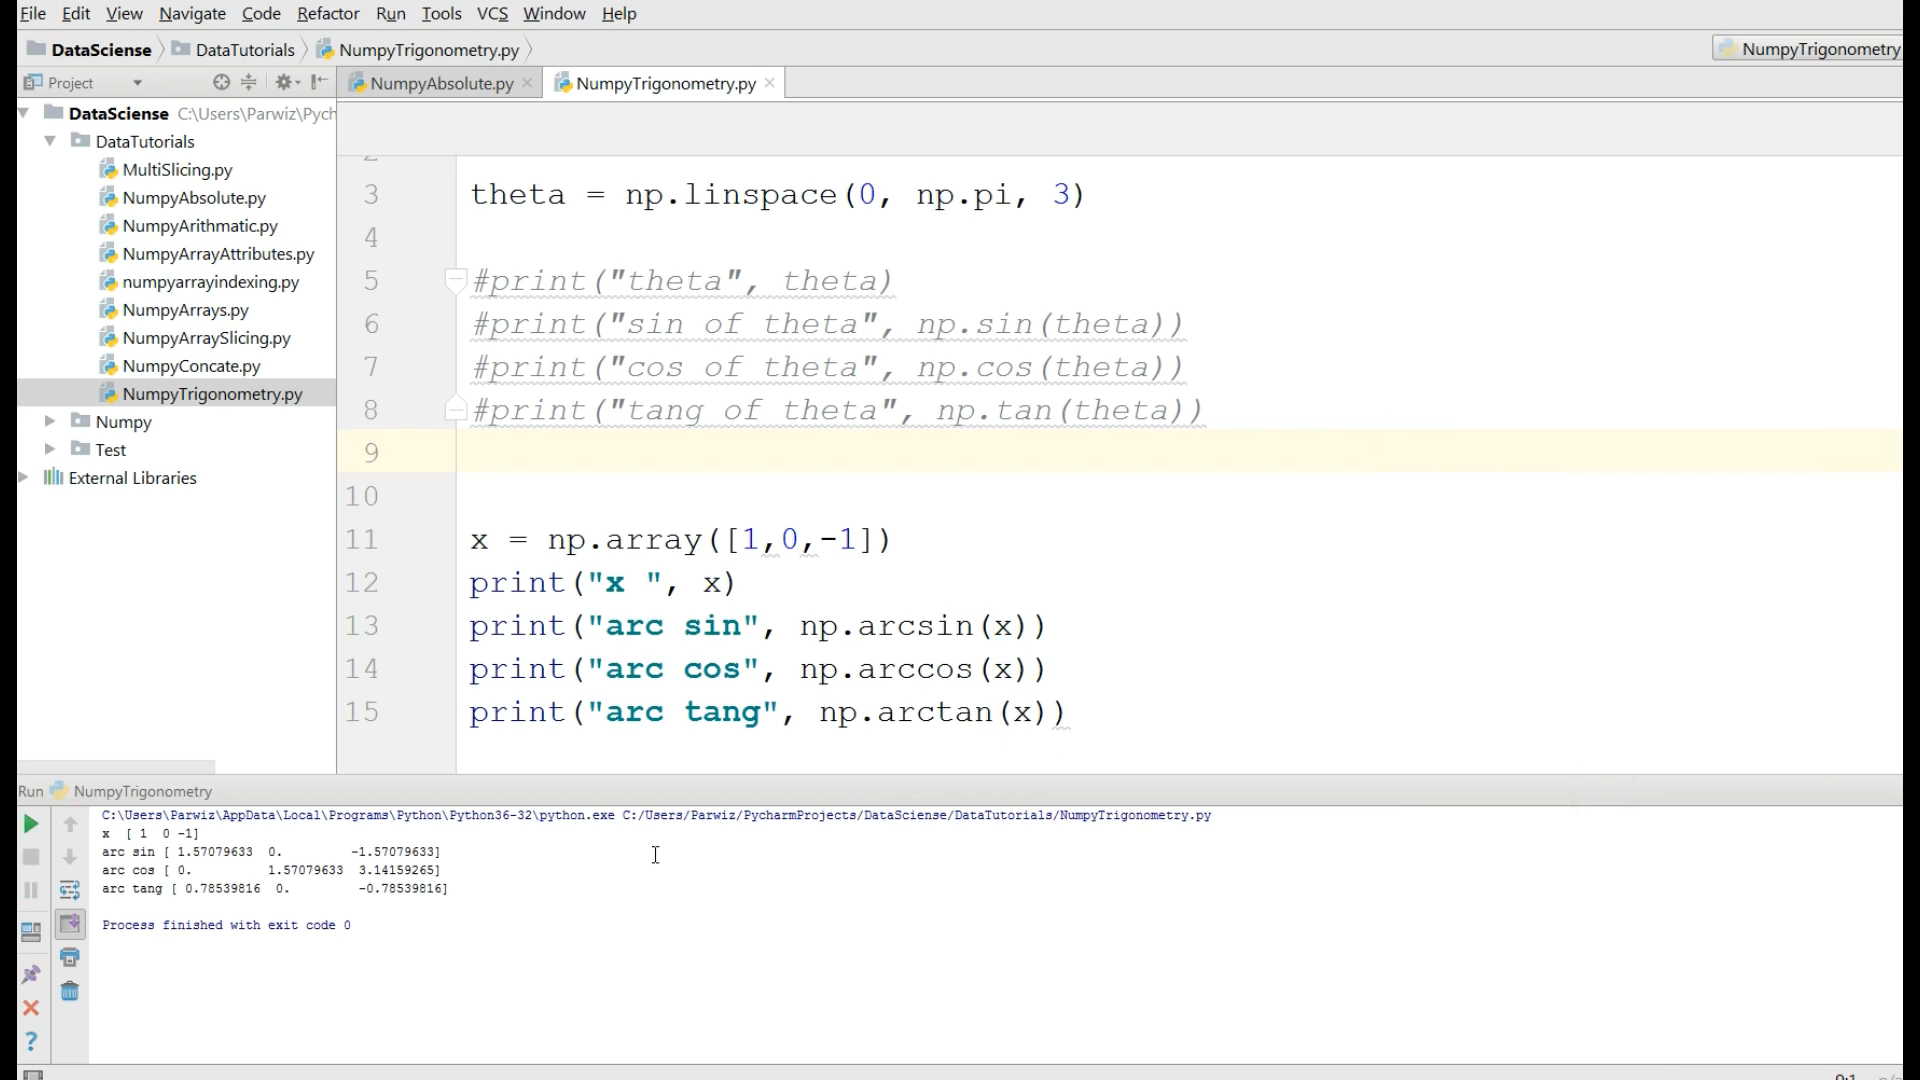 File Edit View Navigate Code Refactor Run Tools VCS Window Help
DataSciense DataTutorials NumpyTrigonometry.py NumpyTrigonometry
Project NumpyAbsolute.py NumpyTrigonometry.py
DataSciense C:\Users\Parwiz\Pych
DataTutorials
MultiSlicing.py
NumpyAbsolute.py
NumpyArithmatic.py
NumpyArrayAttributes.py
numpyarrayindexing.py
NumpyArrays.py
NumpyArraySlicing.py
NumpyConcate.py
NumpyTrigonometry.py
Numpy
Test
External Libraries
3 theta = np.linspace(0, np.pi, 3)
4
5 #print("theta", theta)
6 #print("sin of theta", np.sin(theta))
7 #print("cos of theta", np.cos(theta))
8 #print("tang of theta", np.tan(theta))
9
10
11 x = np.array([1,0,-1])
12 print("x ", x)
13 print("arc sin", np.arcsin(x))
14 print("arc cos", np.arccos(x))
15 print("arc tang", np.arctan(x))
Run NumpyTrigonometry
C:\Users\Parwiz\AppData\Local\Programs\Python\Python36-32\python.exe C:/Users/Parwiz/PycharmProjects/DataSciense/DataTutorials/NumpyTrigonometry.py
x  [ 1  0 -1]
arc sin [ 1.57079633  0.         -1.57079633]
arc cos [ 0.          1.57079633  3.14159265]
arc tang [ 0.78539816  0.         -0.78539816]
Process finished with exit code 0